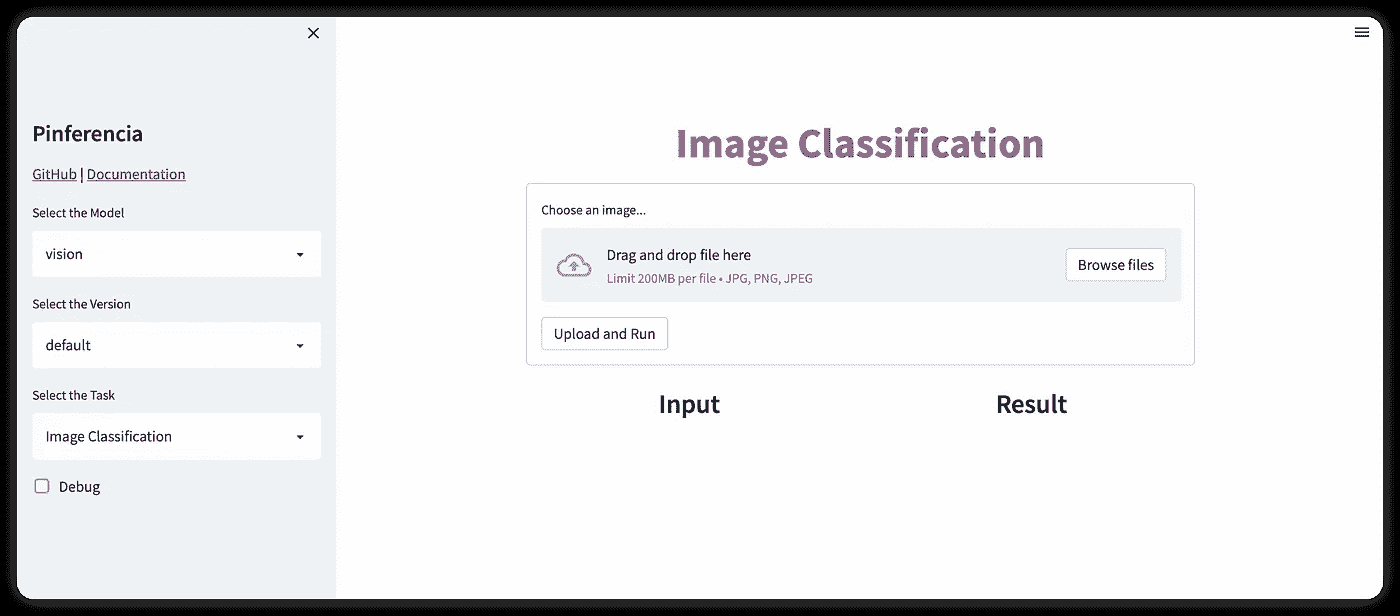 Pinferencia
GitHub | Documentation
Select the Model
vision
Select the Version
default
Select the Task
Image Classification
Debug
Image Classification
Choose an image...
Drag and drop file here
Limit 200MB per file • JPG, PNG, JPEG
Browse files
Upload and Run
Input
Result